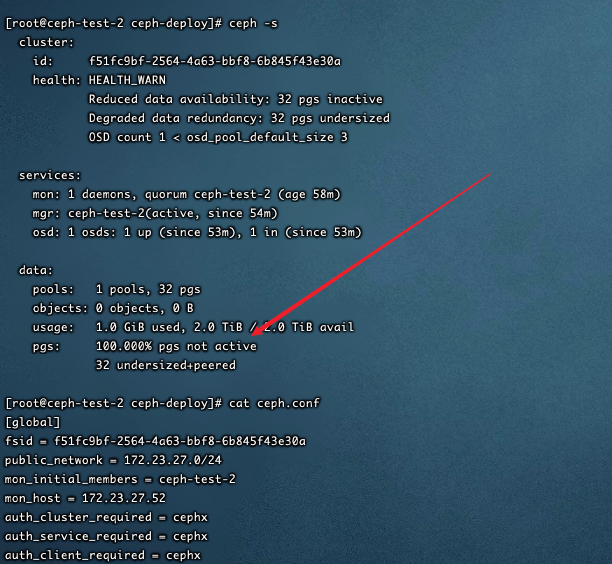 [root@ceph-test-2 ceph-deploy]# ceph -s
cluster:
id: f51fc9bf-2564-4a63-bbf8-6b845f43e30a
health: HEALTH_WARN
Reduced data availability: 32 pgs inactive
Degraded data redundancy: 32 pgs undersized
OSD count 1 < osd_pool_default_size 3
services:
mon: 1 daemons, quorum ceph-test-2 (age 58m)
mgr: ceph-test-2(active, since 54m)
osd: 1 osds: 1 up (since 53m), 1 in (since 53m)
data:
pools: 1 pools, 32 pgs
objects: 0 objects, 0 B
usage: 1.0 GiB used, 2.0 TiB / 2.0 TiB avail
pgs: 100.000% pgs not active
32 undersized+peered
[root@ceph-test-2 ceph-deploy]# cat ceph.conf
[global]
fsid = f51fc9bf-2564-4a63-bbf8-6b845f43e30a
public_network = 172.23.27.0/24
mon_initial_members = ceph-test-2
mon_host = 172.23.27.52
auth_cluster_required = cephx
auth_service_required = cephx
auth_client_required = cephx